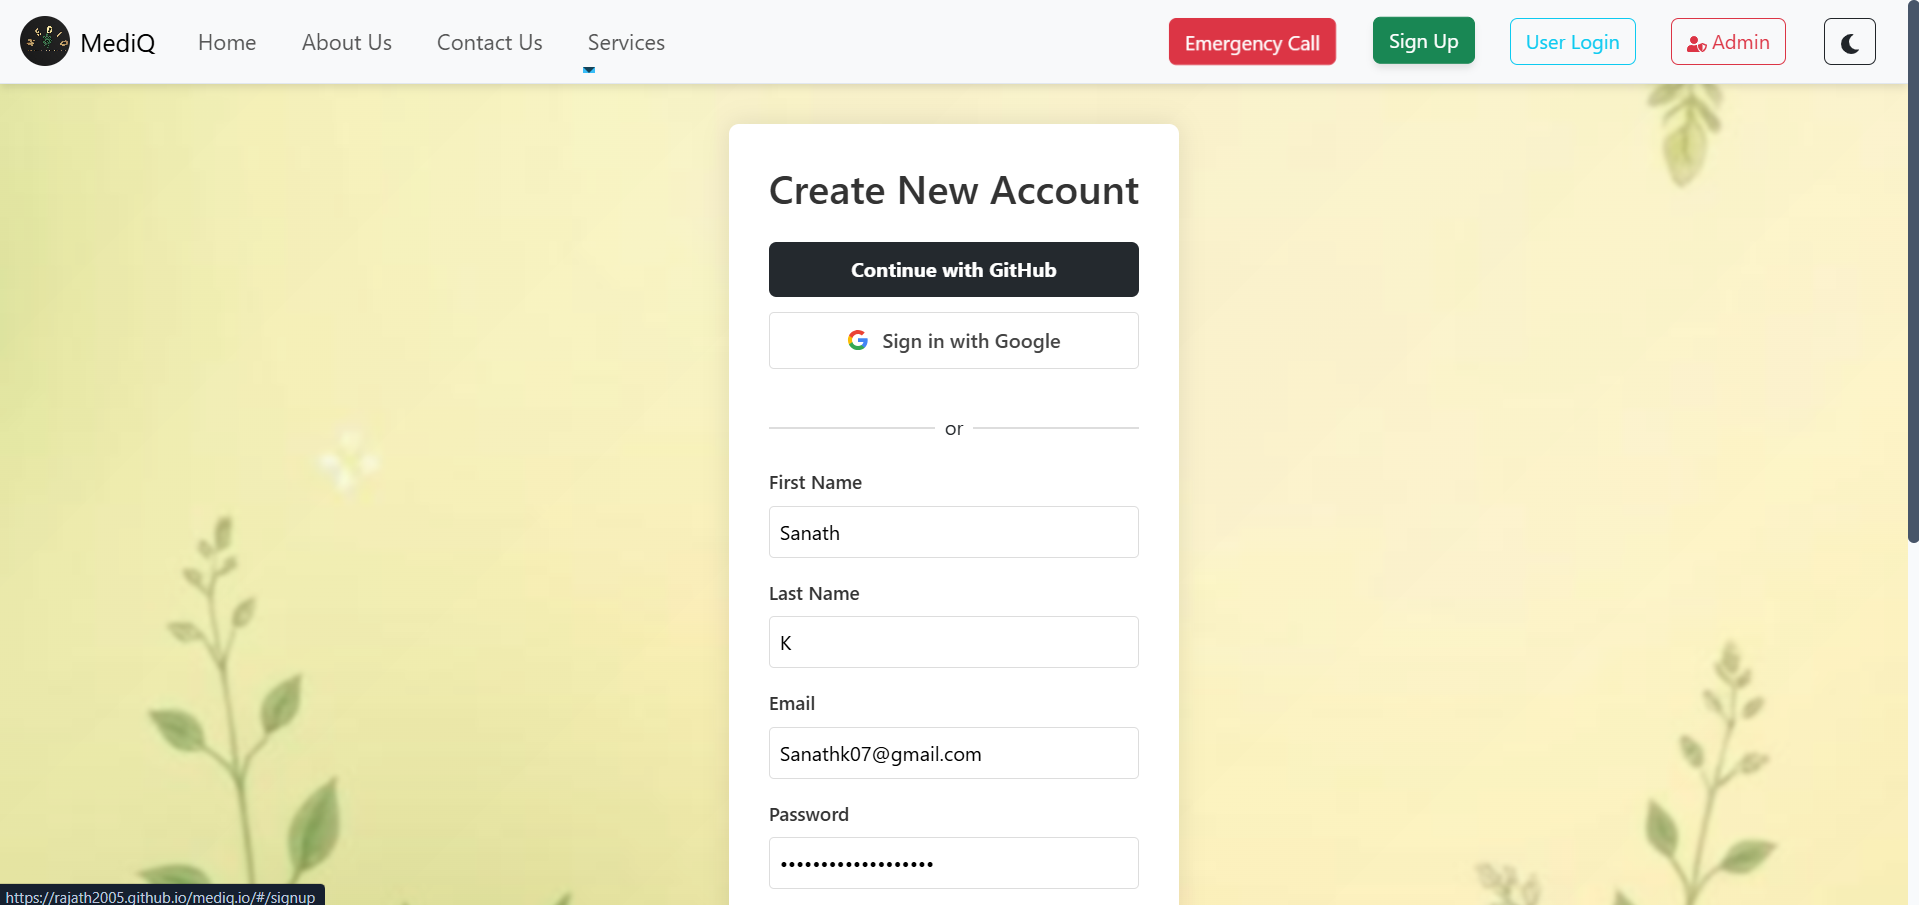 MEDIQ
MediQ
Home
About Us
Contact Us
Services
Emergency Call
Sign Up
User Login
Admin
Create New Account
Continue with GitHub
Sign in with Google
or
First Name
Sanath
Last Name
K
Email
Sanathk07@gmail.com
Password
•••••••••••••••••••
https://rajath2005.github.io/mediq.io/#/signup